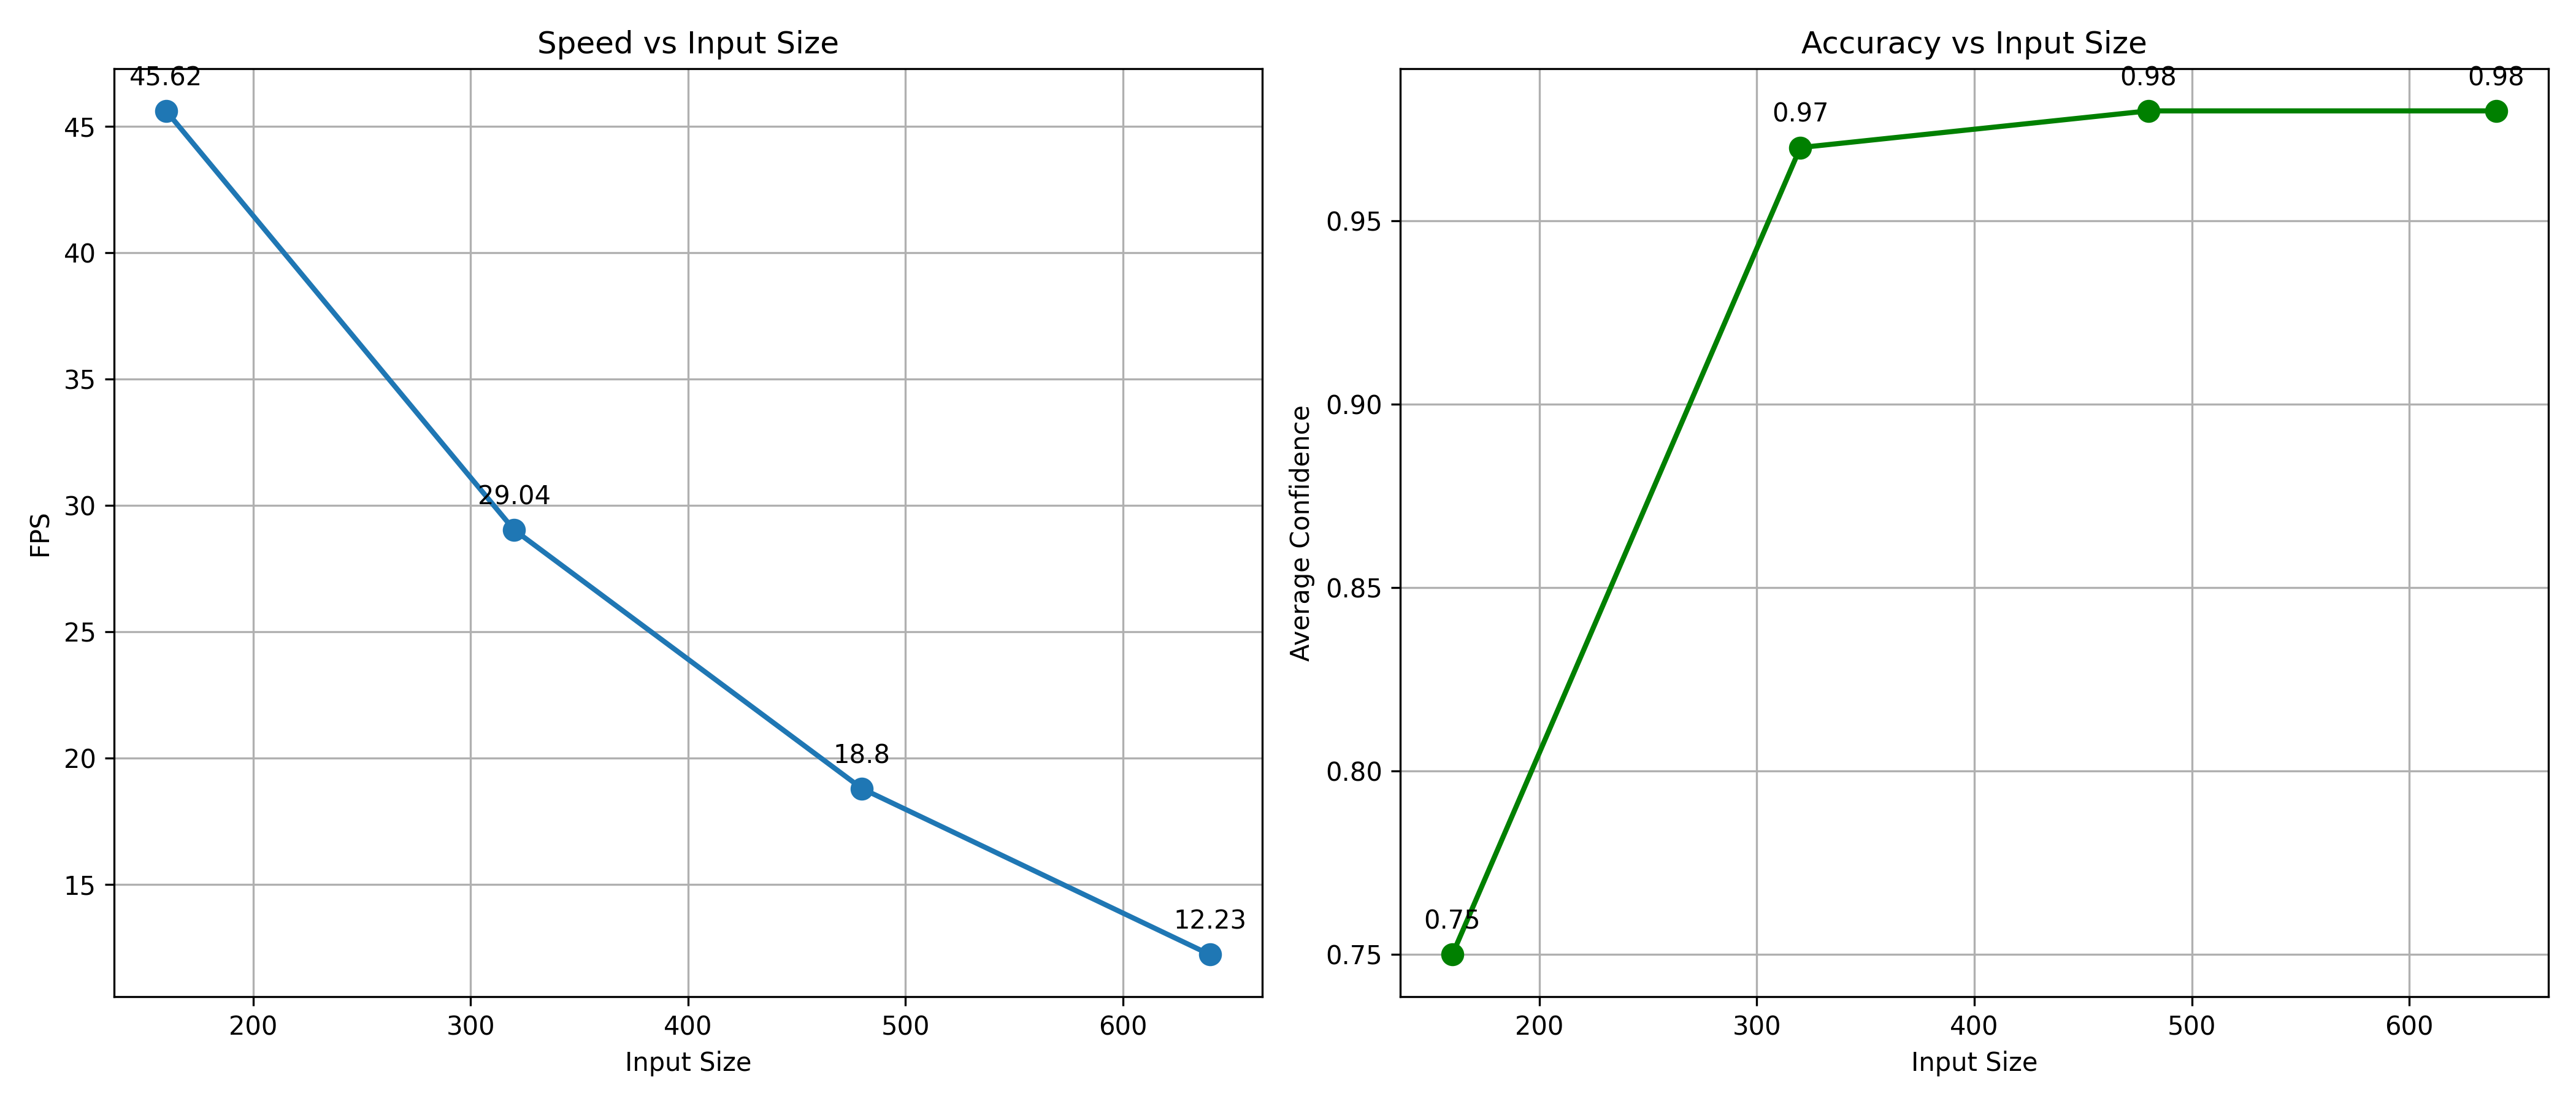 Speed vs Input Size
45.62
29.04
18.8
12.23
45
40
35
30
25
20
15
FPS
200 300 400 500 600
Input Size
Accuracy vs Input Size
0.75
0.97
0.98
0.98
0.95
0.90
0.85
0.80
0.75
Average Confidence
200 300 400 500 600
Input Size